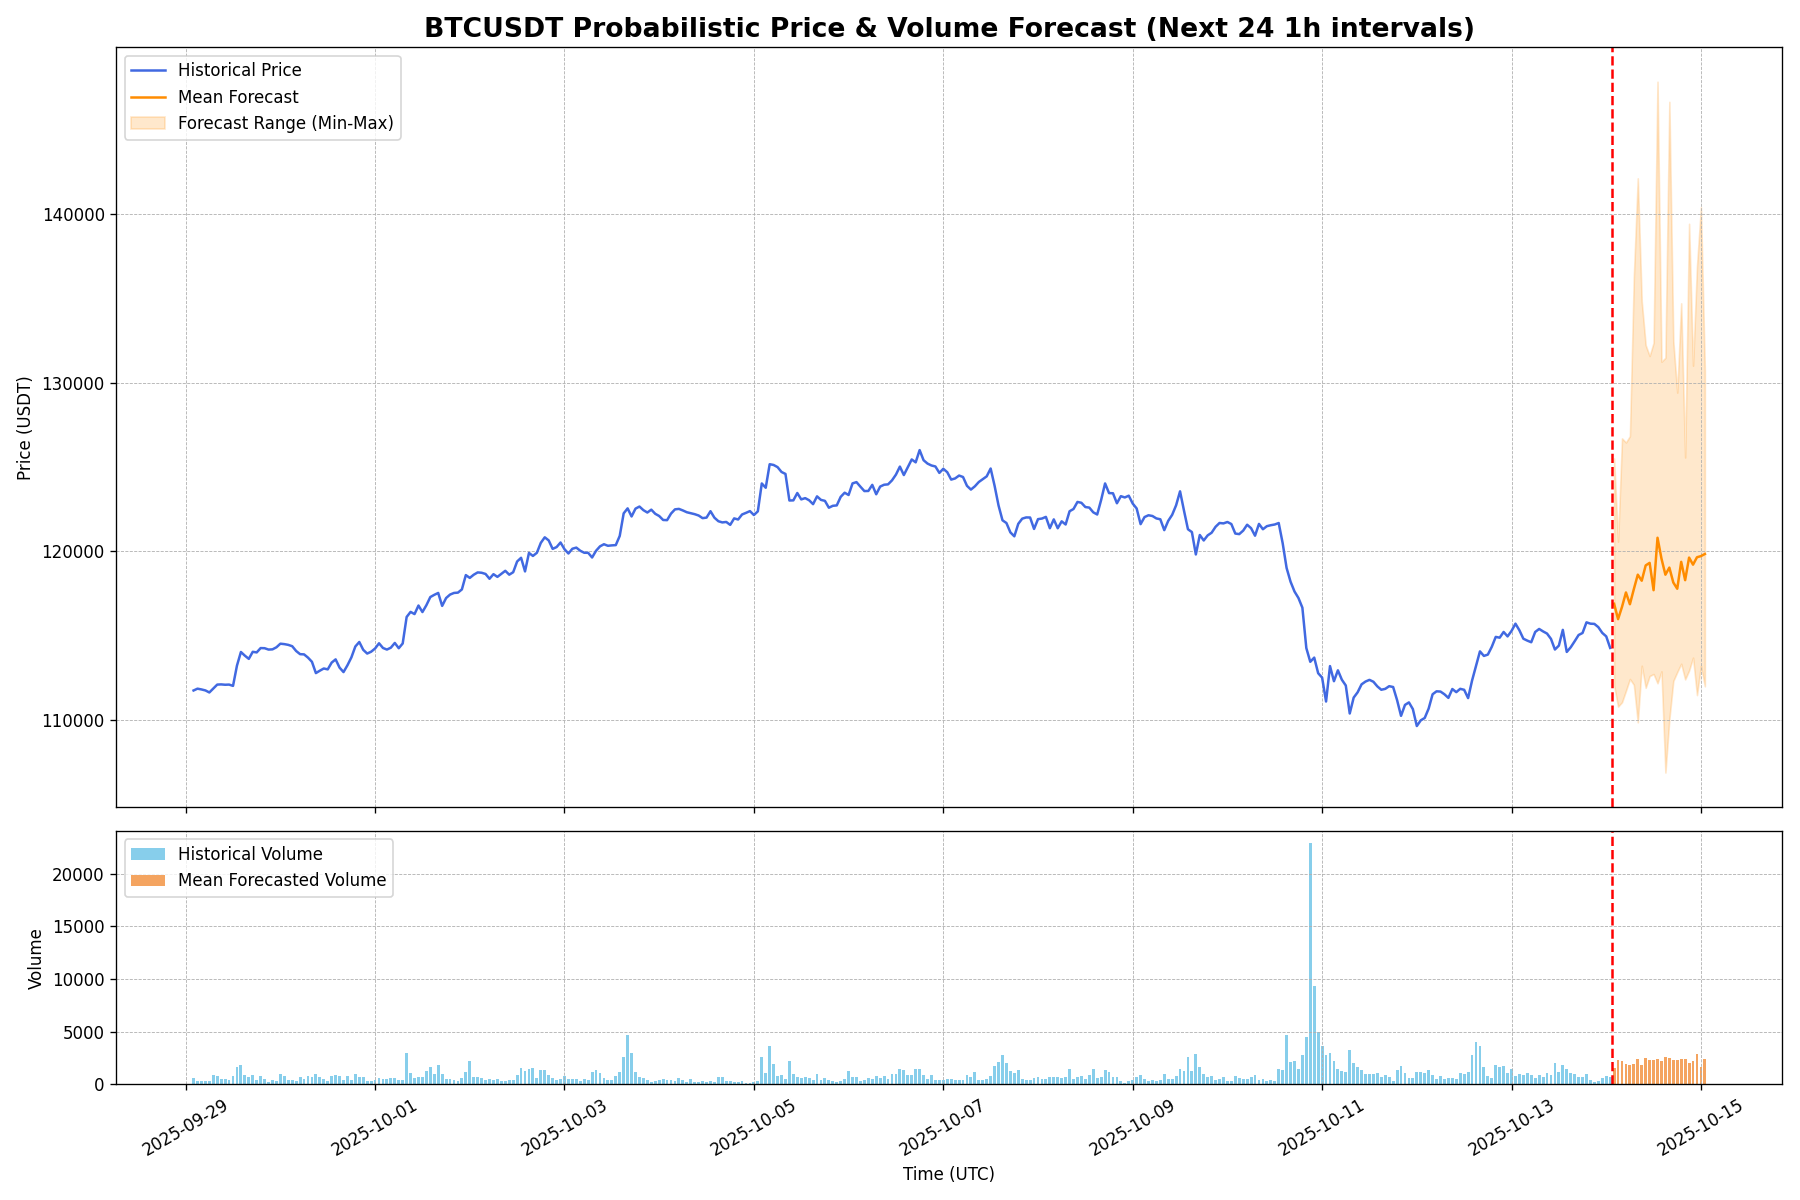 BTCUSDT Probabilistic Price & Volume Forecast (Next 24 1h intervals)
Historical Price
Mean Forecast
Forecast Range (Min-Max)
140000
130000
120000
110000
Price (USDT)
Historical Volume
Mean Forecasted Volume
20000
15000
10000
5000
0
Volume
2025-09-29
2025-10-01
2025-10-03
2025-10-05
2025-10-07
2025-10-09
2025-10-11
2025-10-13
2025-10-15
Time (UTC)